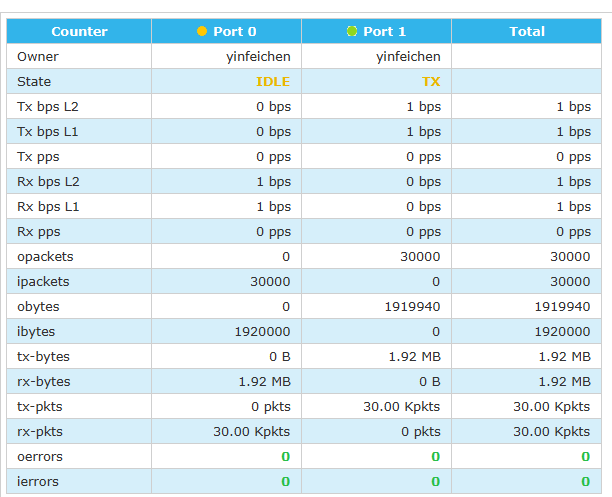 Counter Port 0 Port 1 Total
Owner yinfeichen yinfeichen
State IDLE TX
Tx bps L2 0 bps 1 bps 1 bps
Tx bps L1 0 bps 1 bps 1 bps
Tx pps 0 pps 0 pps 0 pps
Rx bps L2 1 bps 0 bps 1 bps
Rx bps L1 1 bps 0 bps 1 bps
Rx pps 0 pps 0 pps 0 pps
opackets 0 30000 30000
ipackets 30000 0 30000
obytes 0 1919940 1919940
ibytes 1920000 0 1920000
tx-bytes 0 B 1.92 MB 1.92 MB
rx-bytes 1.92 MB 0 B 1.92 MB
tx-pkts 0 pkts 30.00 Kpkts 30.00 Kpkts
rx-pkts 30.00 Kpkts 0 pkts 30.00 Kpkts
oerrors 0 0 0
ierrors 0 0 0